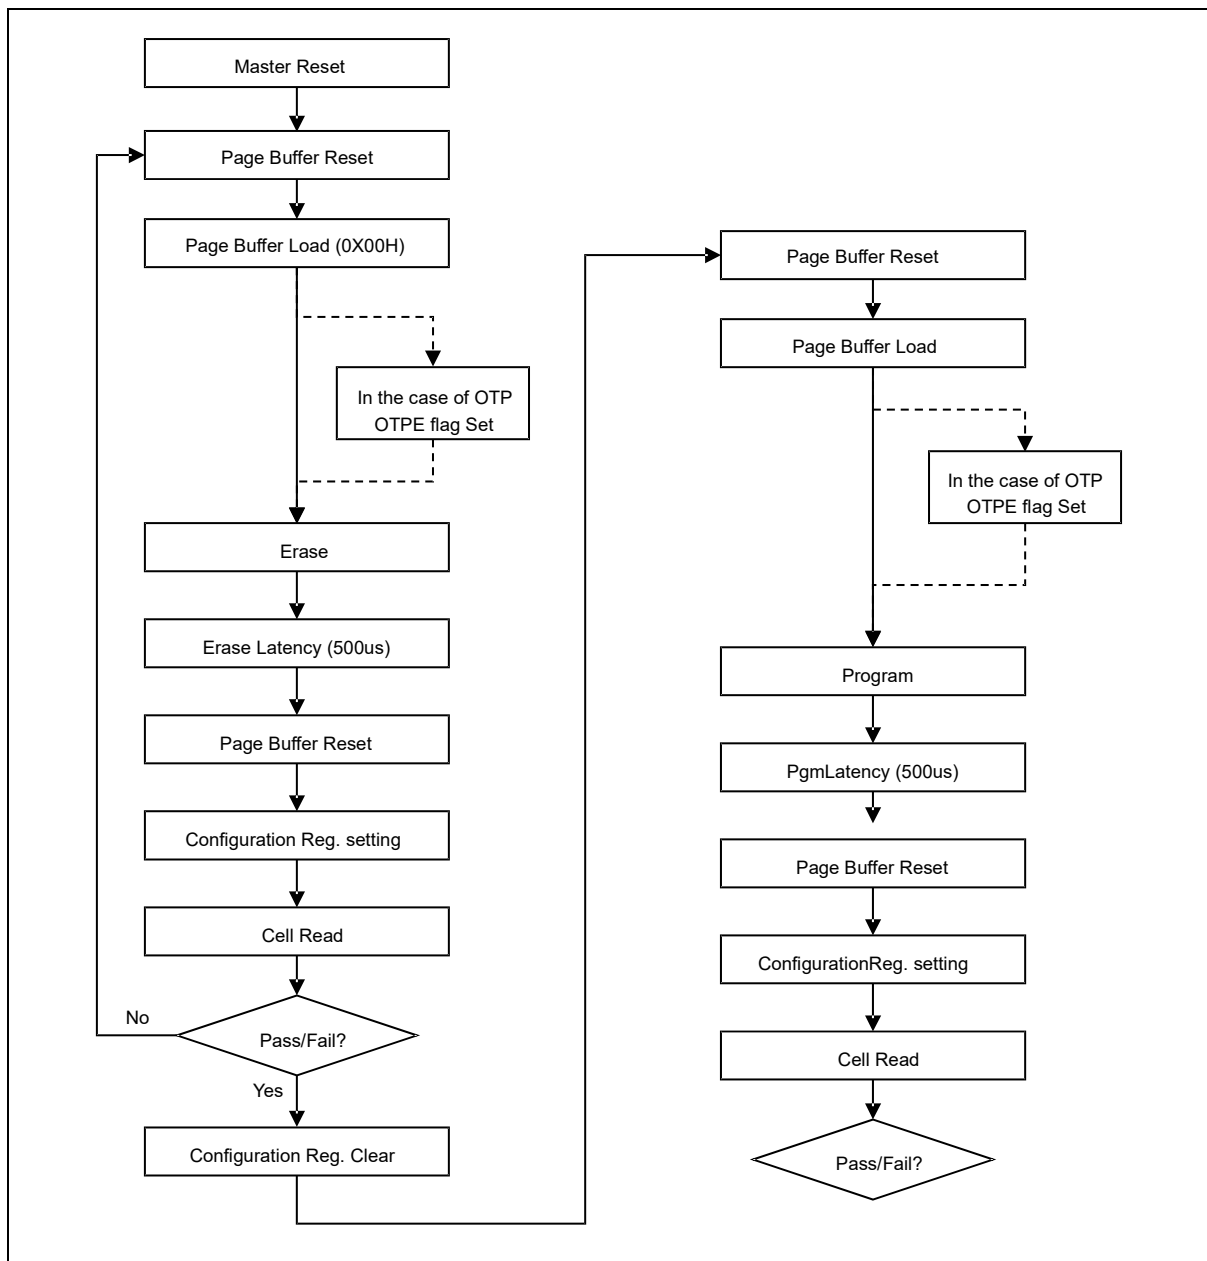 Master Reset
Page Buffer Reset
Page Buffer Load (0X00H)
In the case of OTP
OTPE flag Set
Erase
Erase Latency (500us)
Page Buffer Reset
Configuration Reg. setting
Cell Read
No
Pass/Fail?
Yes
Configuration Reg. Clear
Page Buffer Reset
Page Buffer Load
In the case of OTP
OTPE flag Set
Program
PgmLatency (500us)
Page Buffer Reset
ConfigurationReg. setting
Cell Read
Pass/Fail?